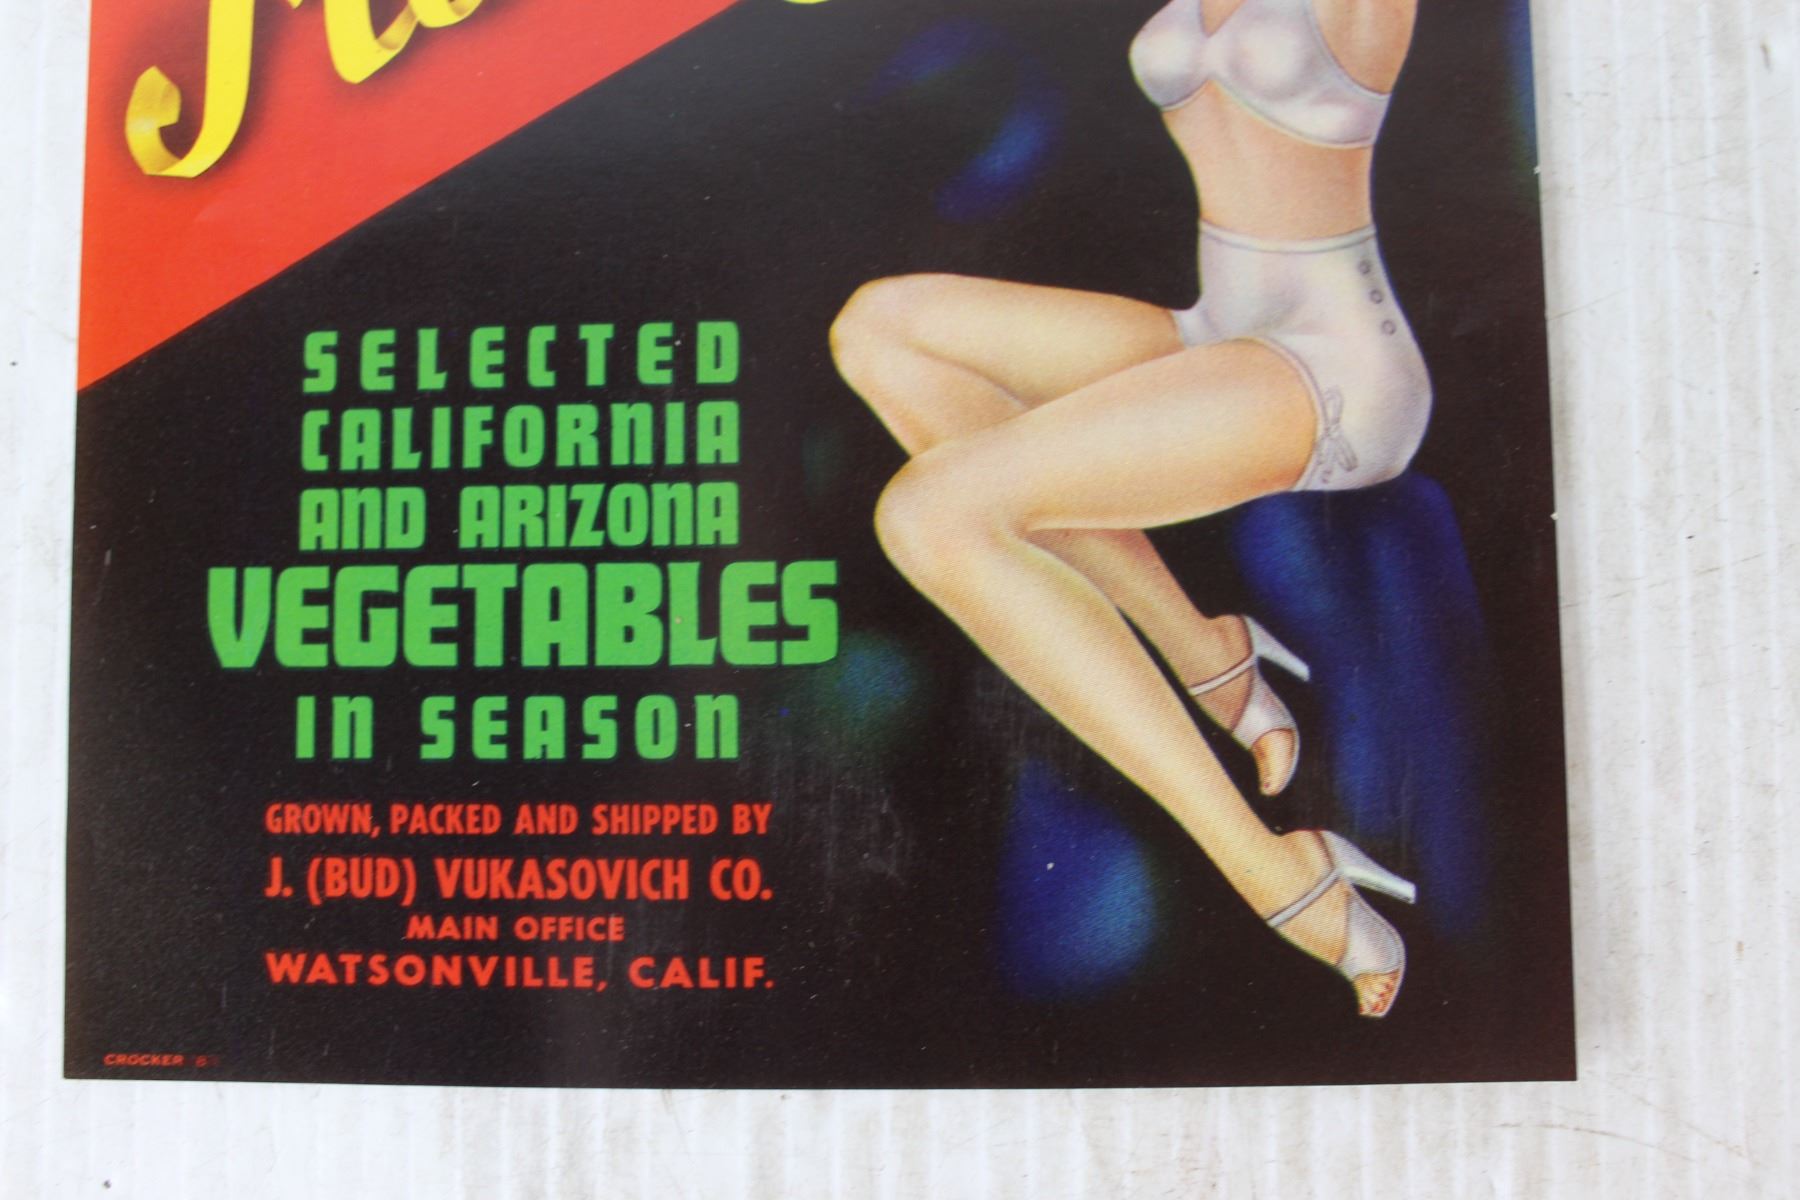 SELECTED
CALIFORNIA
AND ARIZONA
VEGETABLES
IN SEASON
GROWN, PACKED AND SHIPPED BY
J. (BUD) VUKASOVICH CO.
MAIN OFFICE
WATSONVILLE, CALIF.
CROCKER